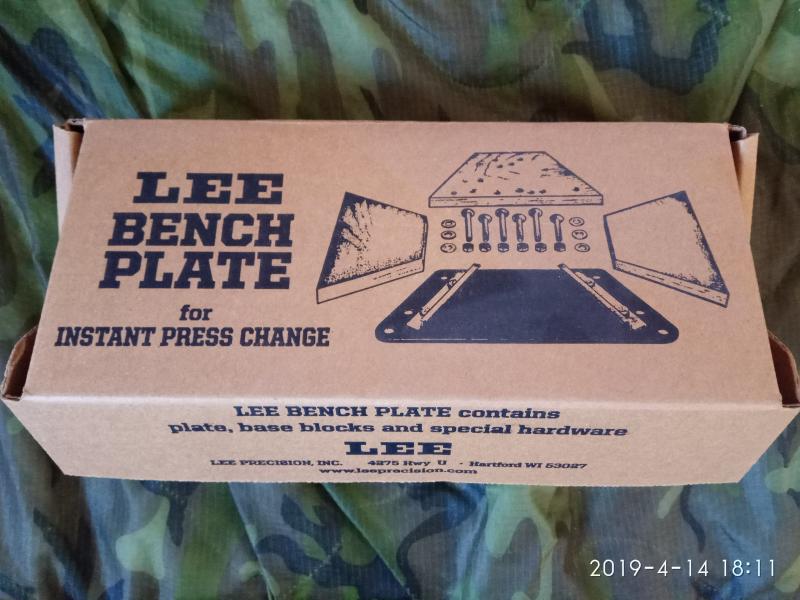 LEE
BENCH
PLATE
for
INSTANT PRESS CHANGE
LEE BENCH PLATE contains
plate, base blocks and special hardware
LEE
LEE PRECISION, INC. 4275 Hwy U · Hartford WI 53027
www.leeprecision.com
2019-4-14 18:11